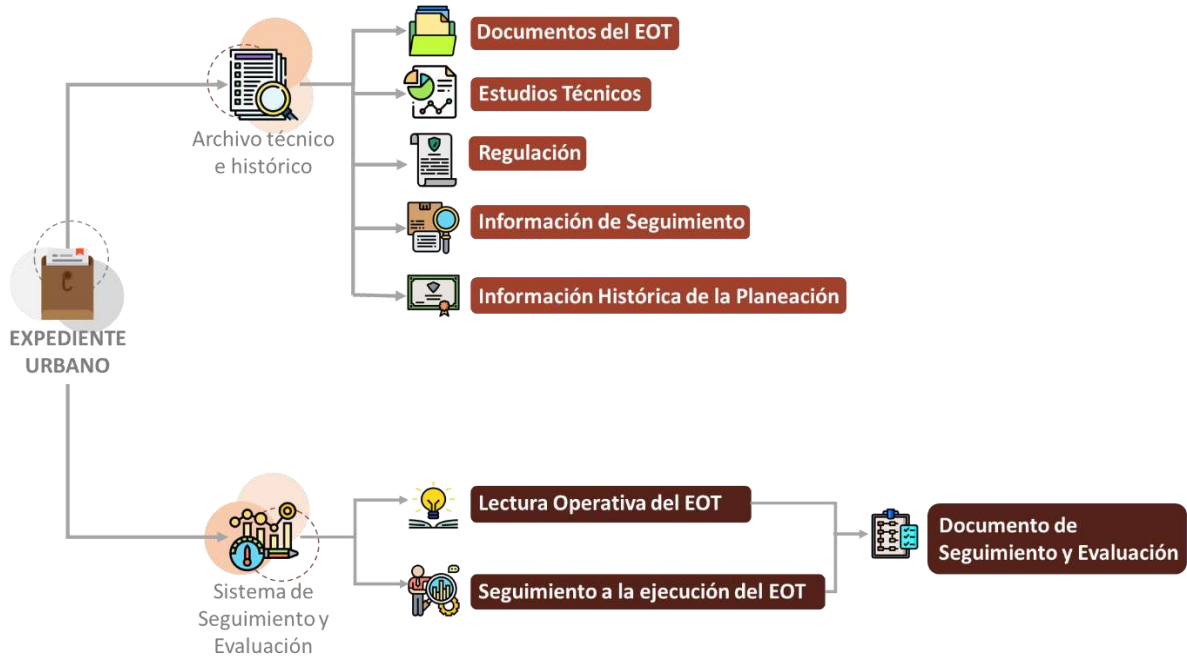 Documentos del EOT
Estudios Técnicos
Archivo técnico
e histórico
Regulación
Información de Seguimiento
Información Histórica de la Planeación
EXPEDIENTE
URBANO
Lectura Operativa del EOT
Documento de
Seguimiento y Evaluación
Seguimiento a la ejecución del EOT
Sistema de
Seguimiento y
Evaluación